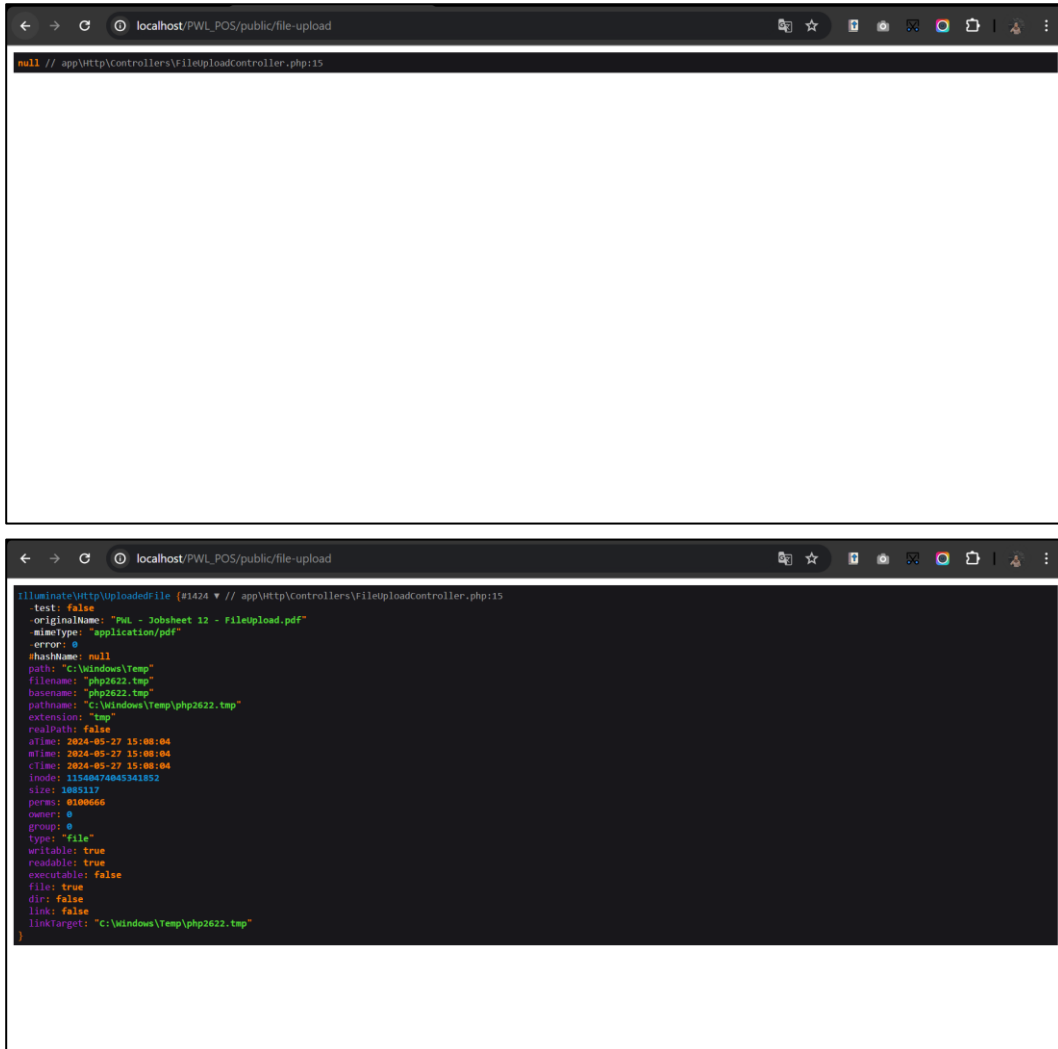 localhost/PWL_POS/public/file-upload
null // app\Http\Controllers\FileUploadController.php:15
localhost/PWL_POS/public/file-upload
Illuminate\Http\UploadedFile {#1424 ▼ // app\Http\Controllers\FileUploadController.php:15
-test: false
-originalName: "PWL - Jobsheet 12 - FileUpload.pdf"
-mimeType: "application/pdf"
-error: 0
#hashName: null
path: "C:\Windows\Temp"
filename: "php2622.tmp"
basename: "php2622.tmp"
pathname: "C:\Windows\Temp\php2622.tmp"
extension: "tmp"
realPath: false
aTime: 2024-05-27 15:08:04
mTime: 2024-05-27 15:08:04
cTime: 2024-05-27 15:08:04
inode: 11540474045341852
size: 1085117
perms: 0100666
owner: 0
group: 0
type: "file"
writable: true
readable: true
executable: false
file: true
dir: false
link: false
linkTarget: "C:\Windows\Temp\php2622.tmp"
}